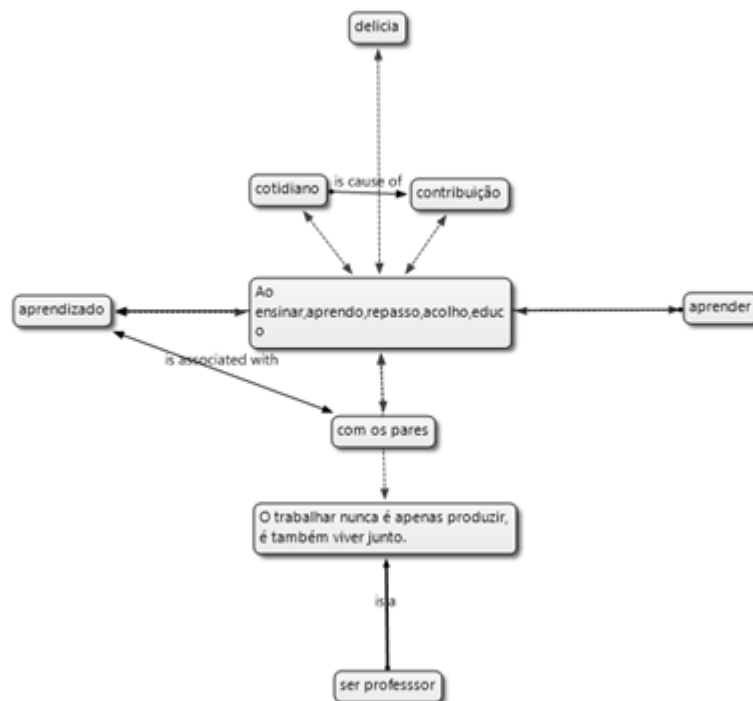 delicia
cotidiano
is cause of
contribuição
Ao
ensinar,aprendo,repasso,acolho,educ
o
aprendizado
aprender
is associated with
com os pares
O trabalhar nunca é apenas produzir,
é também viver junto.
is a
ser professsor